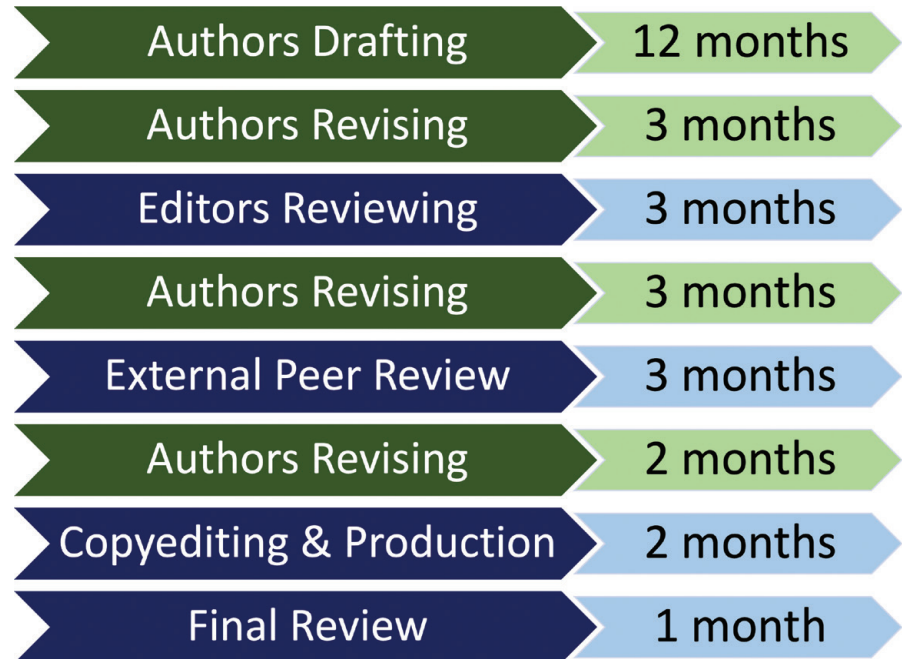 Authors Drafting 12 months
Authors Revising 3 months
Editors Reviewing 3 months
Authors Revising 3 months
External Peer Review 3 months
Authors Revising 2 months
Copyediting & Production 2 months
Final Review 1 month